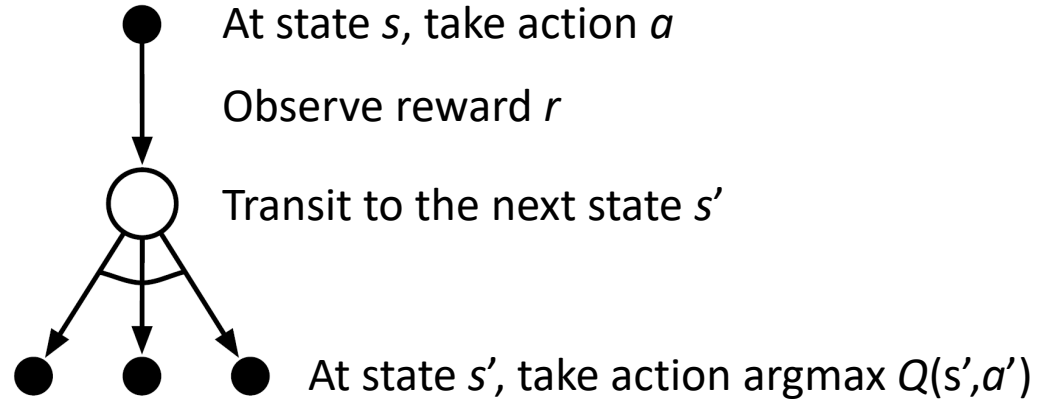 At state s, take action a
Observe reward r
Transit to the next state s’
At state s’, take action argmax Q(s’,a’)